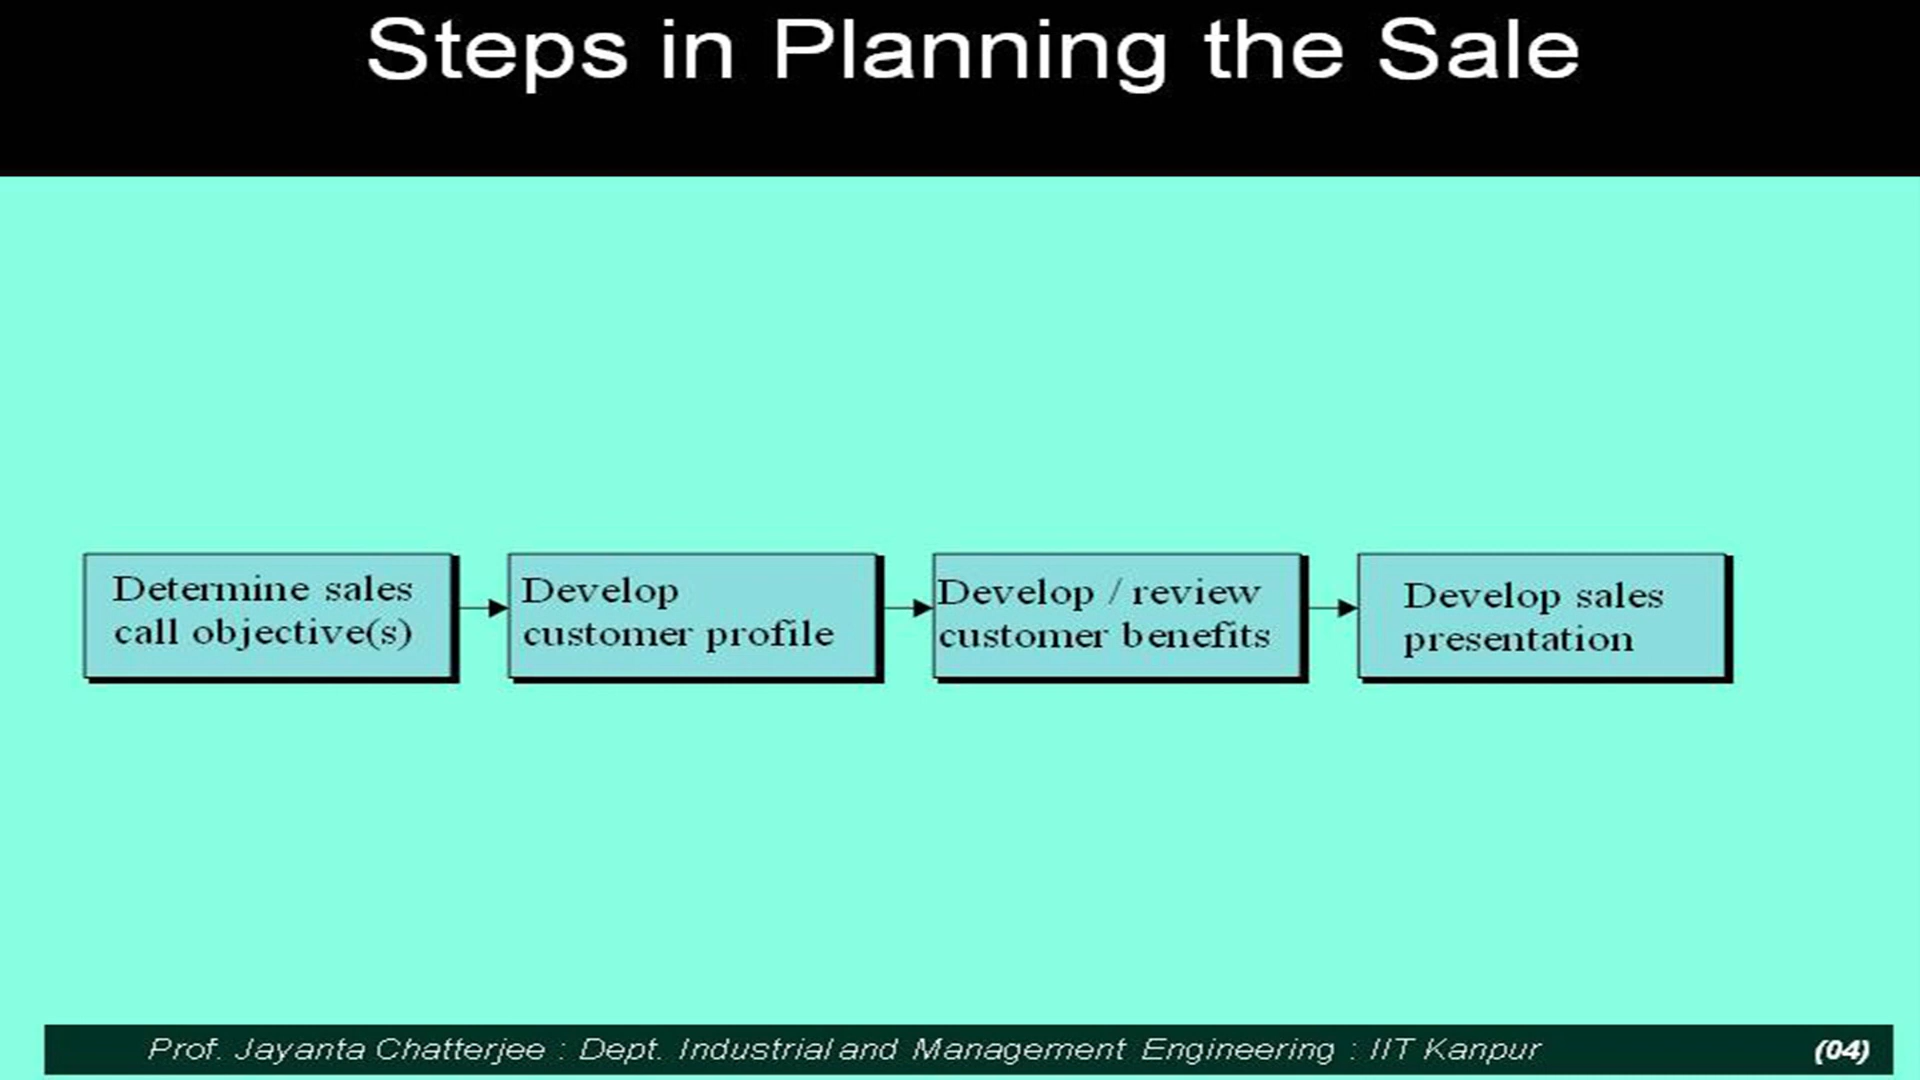 Steps in Planning the Sale
Determine sales
call objective(s)
Develop
customer profile
Develop / review
customer benefits
Develop sales
presentation
Prof. Jayanta Chatterjee : Dept. Industrial and Management Engineering : IIT Kanpur
(04)